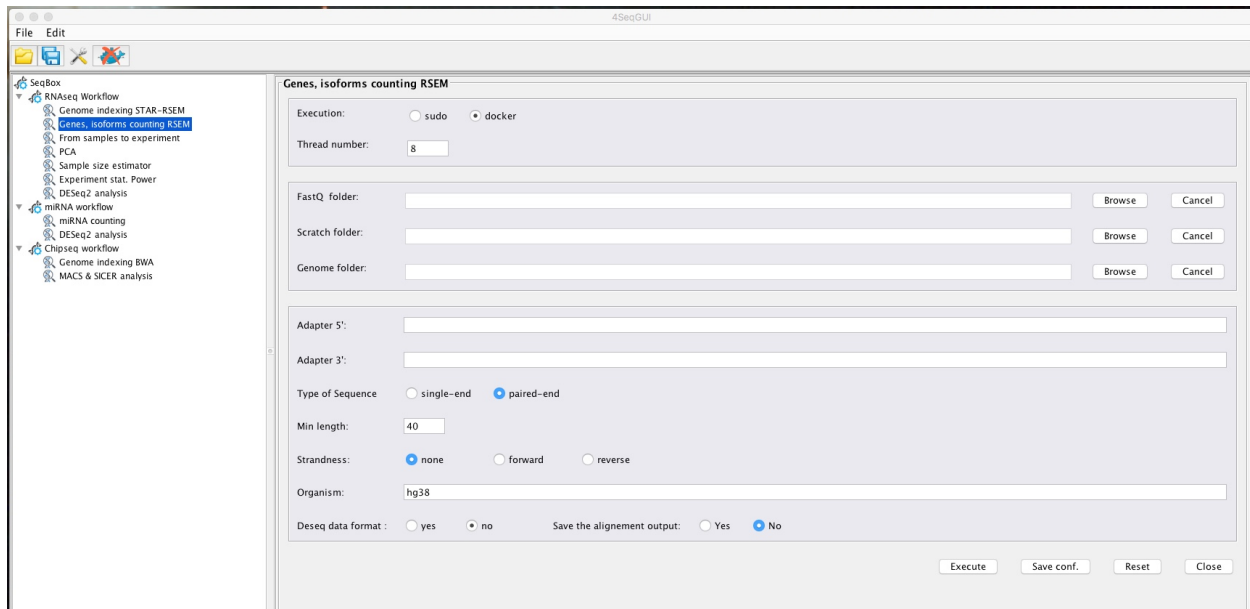 4SeqGUI
File Edit
SeqBox
RNAseq Workflow
Genome indexing STAR-RSEM
Genes, isoforms counting RSEM
From samples to experiment
PCA
Sample size estimator
Experiment stat. Power
DESeq2 analysis
miRNA workflow
miRNA counting
DESeq2 analysis
Chipseq workflow
Genome indexing BWA
MACS & SICER analysis
Genes, isoforms counting RSEM
Execution: sudo docker
Thread number: 8
FastQ folder: Browse Cancel
Scratch folder: Browse Cancel
Genome folder: Browse Cancel
Adapter 5':
Adapter 3':
Type of Sequence single-end paired-end
Min length: 40
Strandness: none forward reverse
Organism: hg38
Deseq data format : yes no Save the alignement output: Yes No
Execute Save conf. Reset Close